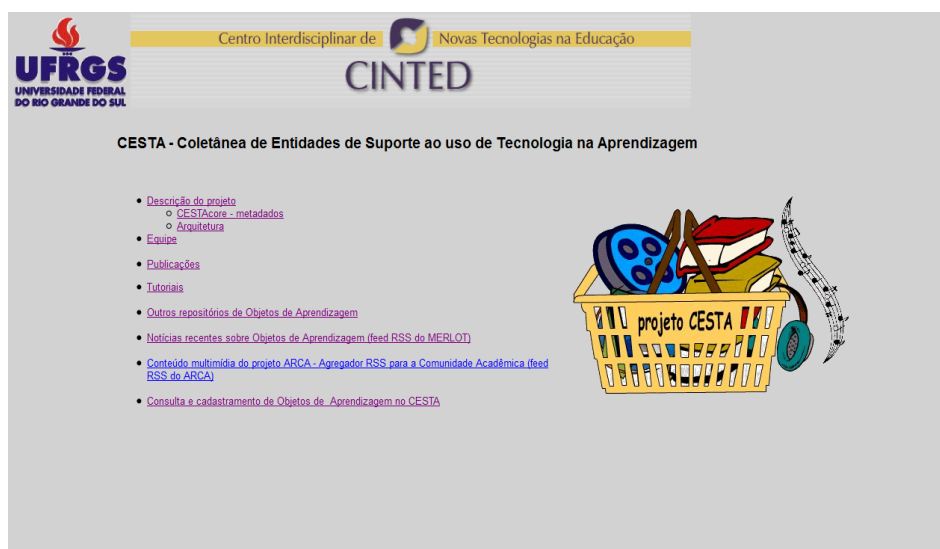 UFRGS
UNIVERSIDADE FEDERAL
DO RIO GRANDE DO SUL
Centro Interdisciplinar de Novas Tecnologias na Educação
CINTED
CESTA - Coletânea de Entidades de Suporte ao uso de Tecnologia na Aprendizagem
Descrição do projeto
CESTAcore - metadados
Arquitetura
Equipe
Publicações
Tutoriais
Outros repositórios de Objetos de Aprendizagem
Notícias recentes sobre Objetos de Aprendizagem (feed RSS do MERLOT)
Conteúdo multimídia do projeto ARCA - Agregador RSS para a Comunidade Acadêmica (feed
RSS do ARCA)
Consulta e cadastramento de Objetos de Aprendizagem no CESTA
projeto CESTA